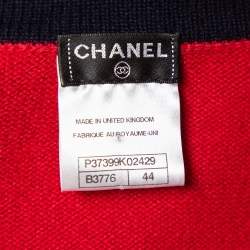 CHANEL
MADE IN UNITED KINGDOM
FABRIQUE AU ROYAUME-UNI
P37399K02429
B3776 44